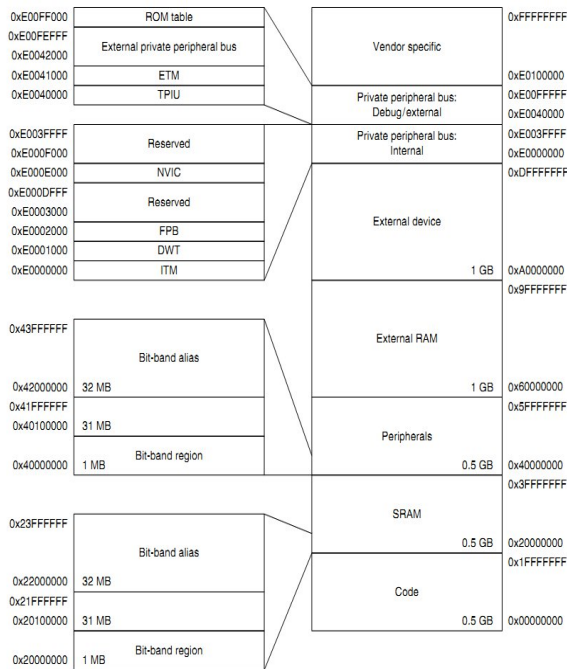 0xE00FF000
ROM table
0xE00FEFFF
External private peripheral bus
0xE0042000
0xE0041000
ETM
0xE0040000
TPIU
0xE003FFFF
Reserved
0xE000F000
0xE000E000
NVIC
0xE000DFFF
Reserved
0xE0003000
0xE0002000
FPB
0xE0001000
DWT
0xE0000000
ITM
0x43FFFFFF
Bit-band alias
0x42000000
32 MB
0x41FFFFFF
0x40100000
31 MB
Bit-band region
0x40000000
1 MB
0x23FFFFFF
Bit-band alias
0x22000000
32 MB
0x21FFFFFF
0x20100000
31 MB
Bit-band region
0x20000000
1 MB
0xFFFFFFFF
Vendor specific
0xE0100000
Private peripheral bus:
Debug/external
0xE00FFFFF
0xE0040000
Private peripheral bus:
Internal
0xE003FFFF
0xE0000000
0xDFFFFFFF
External device
1 GB
0xA0000000
0x9FFFFFFF
External RAM
1 GB
0x60000000
0x5FFFFFFF
Peripherals
0.5 GB
0x40000000
0x3FFFFFFF
SRAM
0.5 GB
0x20000000
0x1FFFFFFF
Code
0.5 GB
0x00000000